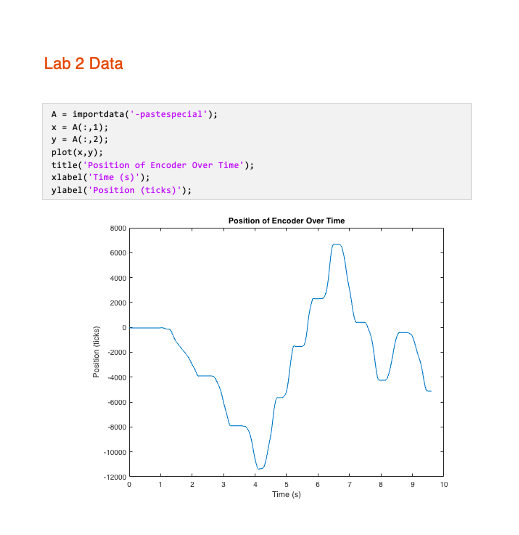 Lab 2 Data
A = importdata('-pastespecial');
x = A(:,1);
y = A(:,2);
plot(x,y);
title('Position of Encoder Over Time');
xlabel('Time (s)');
ylabel('Position (ticks)');
Position of Encoder Over Time
8000
6000
4000
2000
0
-2000
-4000
-6000
-8000
-10000
-12000
Position (ticks)
0 1 2 3 4 5 6 7 8 9 10
Time (s)